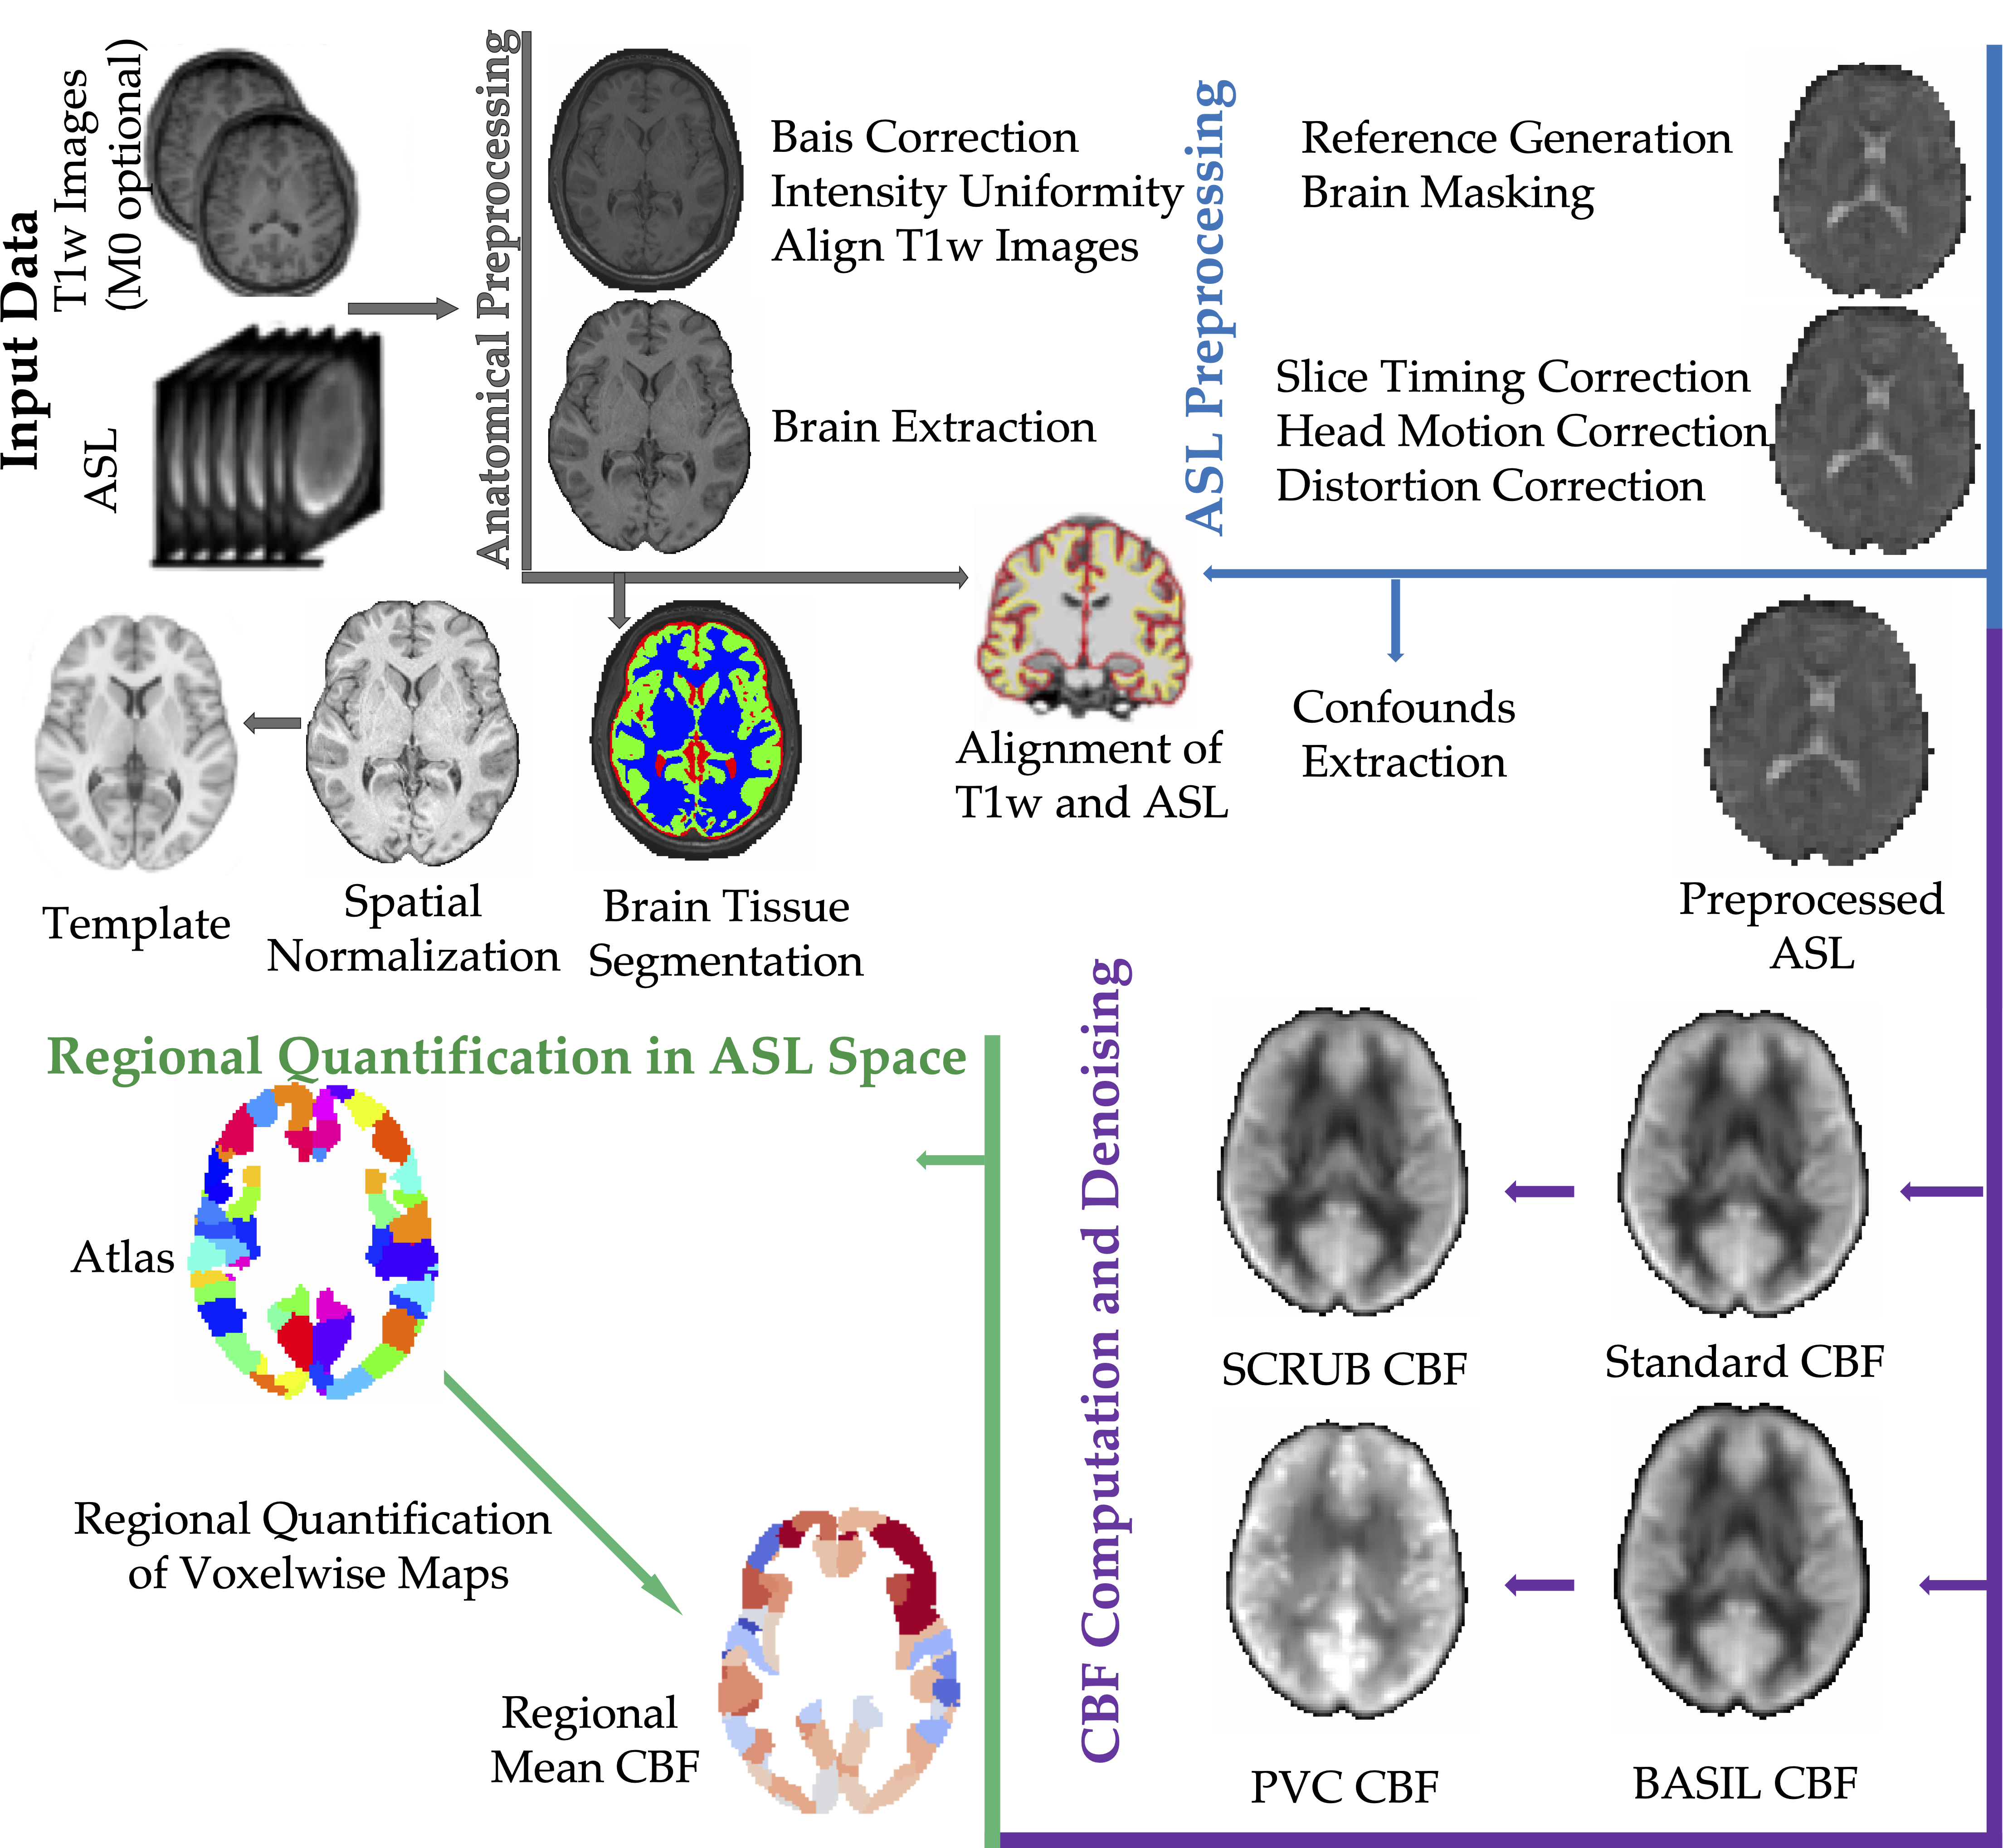 Input Data
T1w Images
(M0 optional)
ASL
Anatomical Preprocessing
Bais Correction
Intensity Uniformity
Align T1w Images
Brain Extraction
ASL Preprocessing
Reference Generation
Brain Masking
Slice Timing Correction
Head Motion Correction
Distortion Correction
Template
Spatial
Normalization
Brain Tissue
Segmentation
Alignment of
T1w and ASL
Confounds
Extraction
Preprocessed
ASL
CBF Computation and Denoising
SCRUB CBF
Standard CBF
PVC CBF
BASIL CBF
Regional Quantification in ASL Space
Atlas
Regional Quantification
of Voxelwise Maps
Regional
Mean CBF